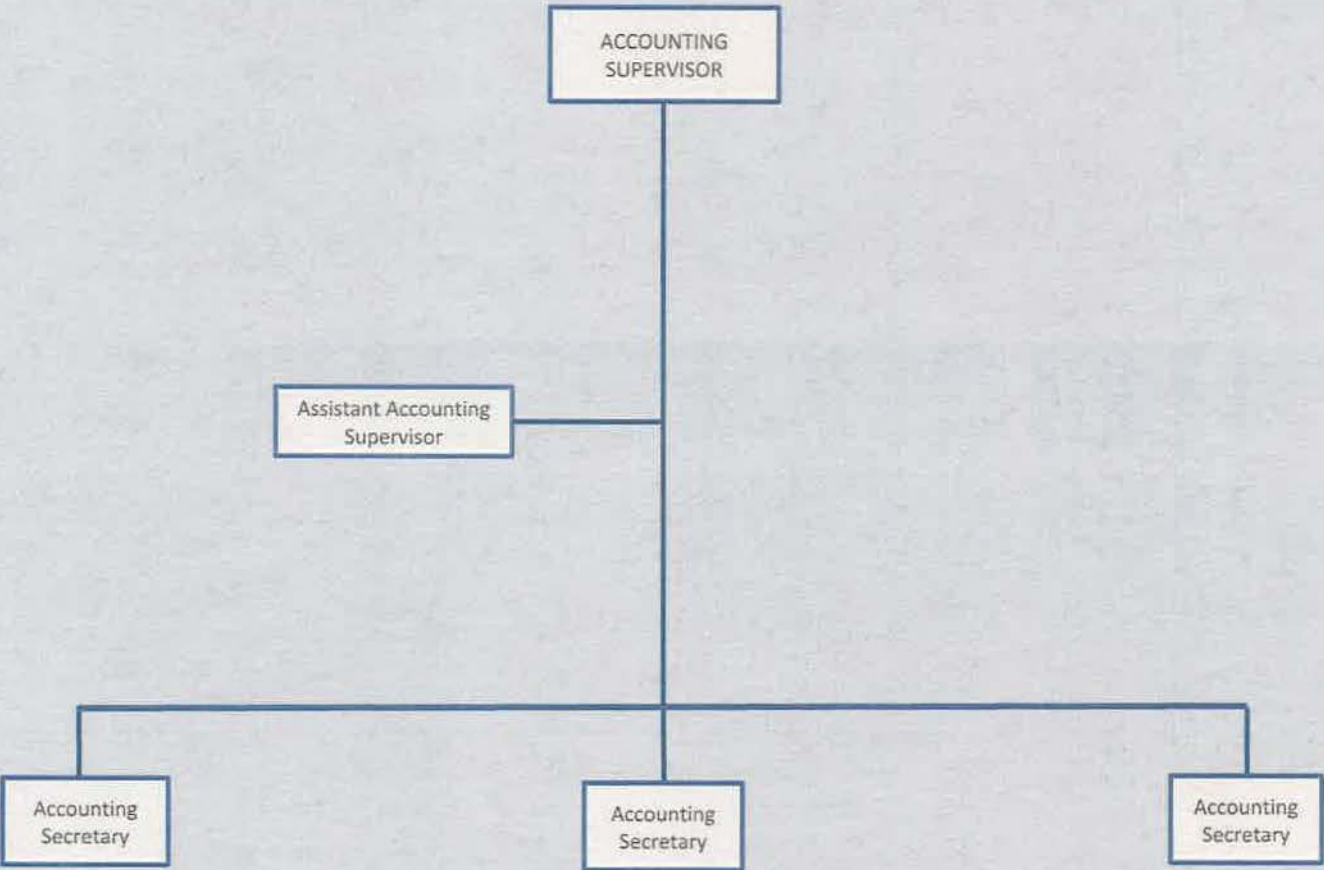 ACCOUNTING
SUPERVISOR
Assistant Accounting
Supervisor
Accounting
Secretary
Accounting
Secretary
Accounting
Secretary